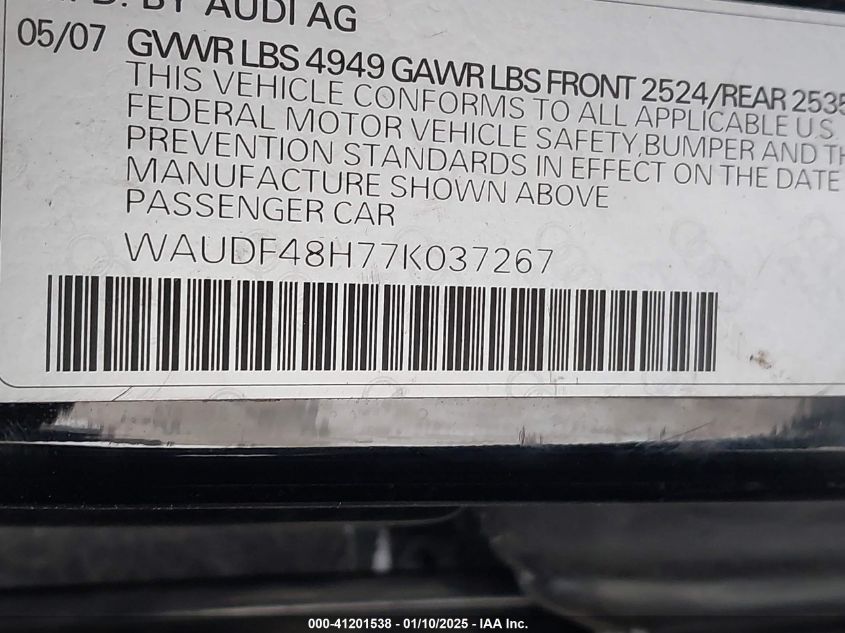 BY AUDI AG
05/07 GVWR LBS 4949 GAWR LBS FRONT 2524/REAR 2535
THIS VEHICLE CONFORMS TO ALL APPLICABLE U.S.
FEDERAL MOTOR VEHICLE SAFETY,BUMPER AND
PREVENTION STANDARDS IN EFFECT ON THE DATE
MANUFACTURE SHOWN ABOVE
PASSENGER CAR
WAUDF48H77K037267
000-41201538 - 01/10/2025 - IAA Inc.